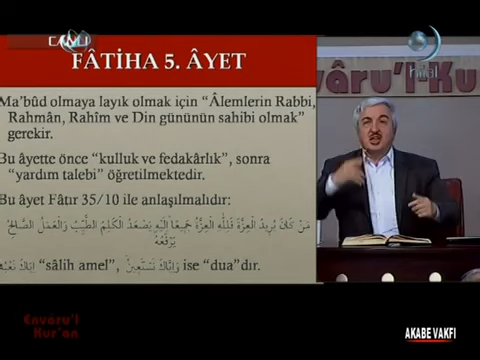 CANLI
hilal
FÂTİHA 5. ÂYET
Envâru'l-Ku
Ma'bûd olmaya layık olmak için “Âlemlerin Rabbi,
Rahmân, Rahîm ve Din gününün sahibi olmak”
gerekir.
Bu âyette önce “kulluk ve fedakârlık”, sonra
“yardım talebi” öğretilmektedir.
Bu âyet Fâtır 35/10 ile anlaşılmalıdır:
مَنْ كَانَ يُرِيدُ الْعِزَّةَ فَلِلّٰهِ الْعِزَّةُ جَمِيعًا اِلَيْهِ يَصْعَدُ الْكَلِمُ الطَّيِّبُ وَالْعَمَلُ الصَّالِحُ
يَرْفَعُهُ
اِيَّاكَ نَعْبُدُ “sâlih amel”, وَاِيَّاكَ نَسْتَعِينُ ise “dua”dır.
Envaru'l
Kur'an
AKABE VAKFI